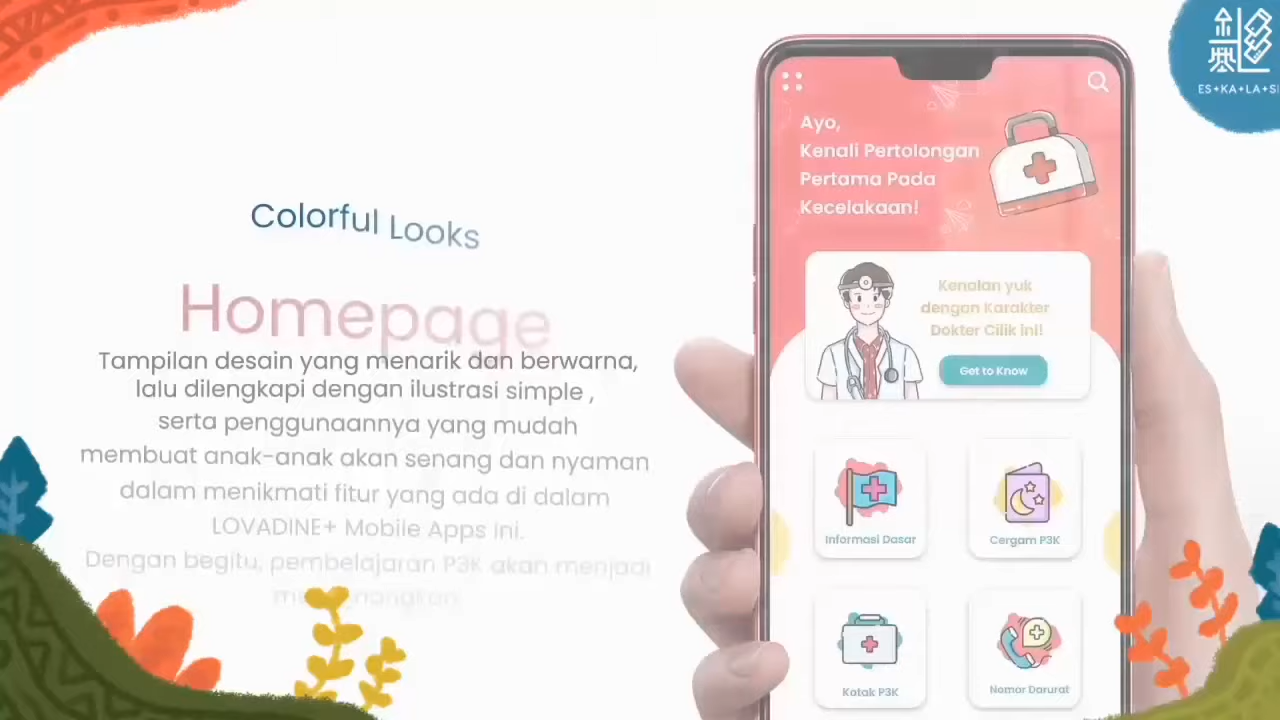 Colorful Looks
Homepage
Tampilan desain yang menarik dan berwarna,
lalu dilengkapi dengan ilustrasi simple ,
serta penggunaannya yang mudah
membuat anak-anak akan senang dan nyaman
dalam menikmati fitur yang ada di dalam
LOVADINE+ Mobile Apps ini.
Dengan begitu, pembelajaran P3K akan menjadi
Ayo,
Kenali Pertolongan
Pertama Pada
Kecelakaan!
Kenalan yuk
dengan Karakter
Dokter Cilik Ini!
Get to Know
Informasi Dasar
Cergam P3K
Kotak P3K
Nomor Darurat
ES+KA+LA+SI